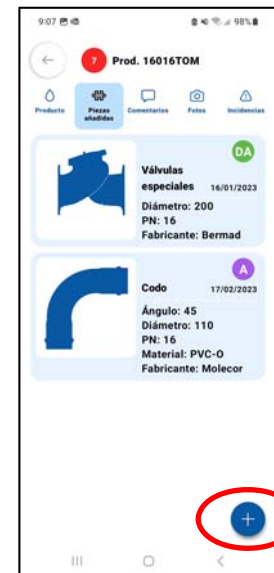 9:07
98%
7 Prod. 16016TOM
Producto
Piezas añadidas
Comentarios
Fotos
Incidencias
DA
Válvulas
especiales 16/01/2023
Diámetro: 200
PN: 16
Fabricante: Bermad
A
Codo 17/02/2023
Ángulo: 45
Diámetro: 110
PN: 16
Material: PVC-O
Fabricante: Molecor